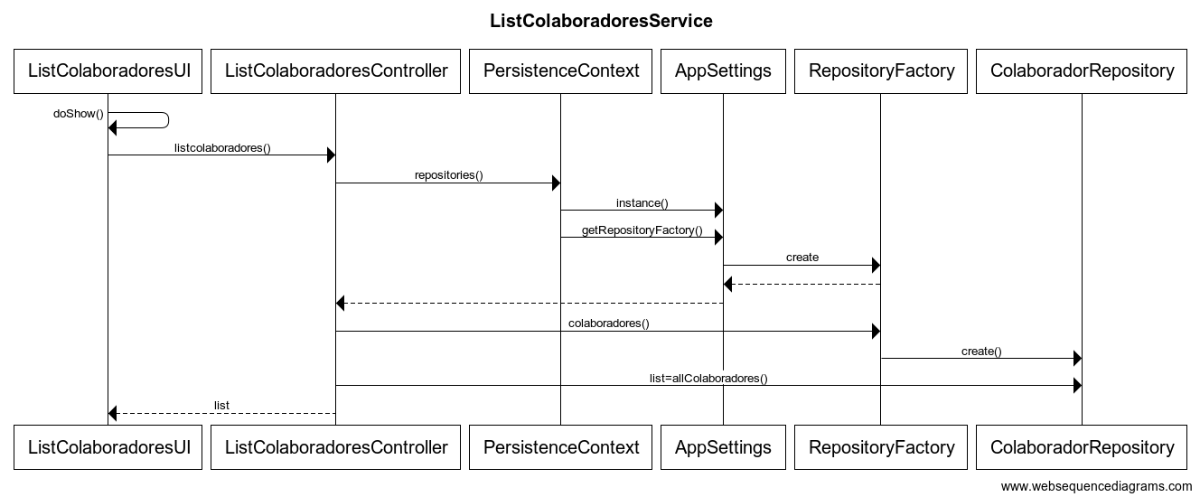 ListColaboradoresService
ListColaboradoresUI ListColaboradoresController PersistenceContext AppSettings RepositoryFactory ColaboradorRepository
doShow()
listcolaboradores()
repositories()
instance()
getRepositoryFactory()
create
colaboradores()
create()
list=allColaboradores()
list
ListColaboradoresUI ListColaboradoresController PersistenceContext AppSettings RepositoryFactory ColaboradorRepository
www.websequencediagrams.com